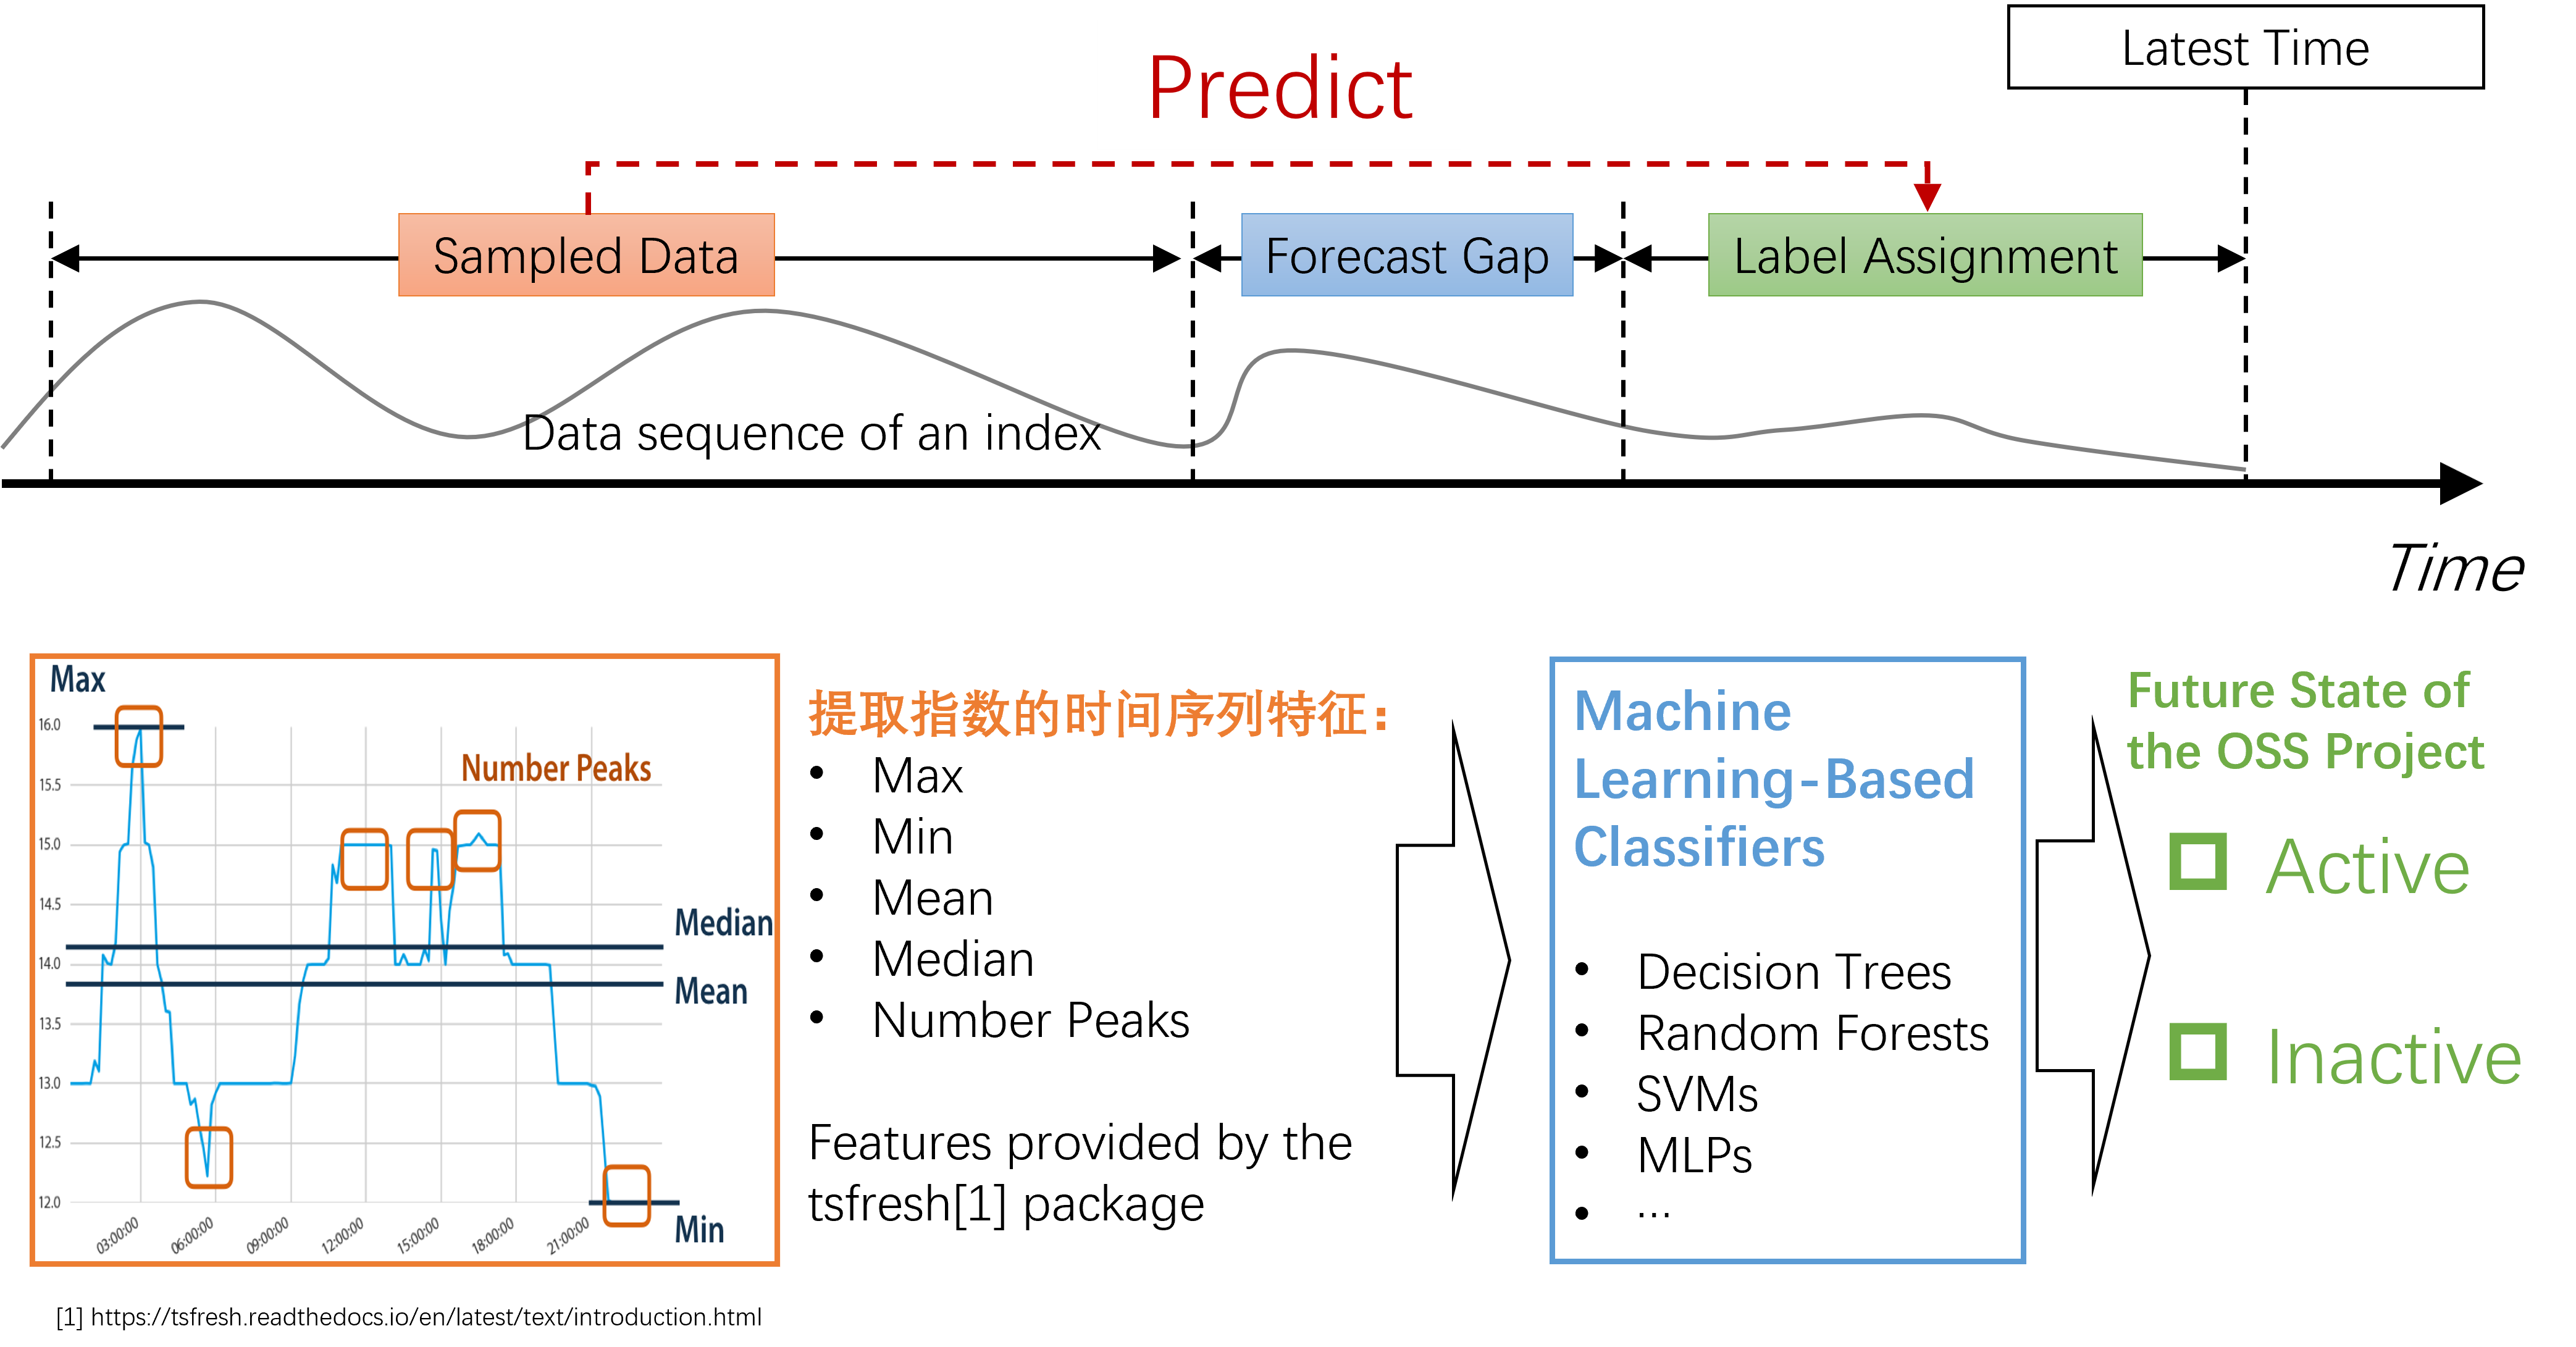 Latest Time
Predict
Sampled Data
Forecast Gap
Label Assignment
Data sequence of an index
Time
Max
16.0
15.5
15.0
14.5
14.0
13.5
13.0
12.5
12.0
Number Peaks
Median
Mean
Min
03:00:00
06:00:00
09:00:00
12:00:00
15:00:00
18:00:00
21:00:00
提取指数的时间序列特征：
• Max
• Min
• Mean
• Median
• Number Peaks
Features provided by the
tsfresh[1] package
Machine
Learning-Based
Classifiers
• Decision Trees
• Random Forests
• SVMs
• MLPs
• ...
Future State of
the OSS Project
Active
Inactive
[1] https://tsfresh.readthedocs.io/en/latest/text/introduction.html